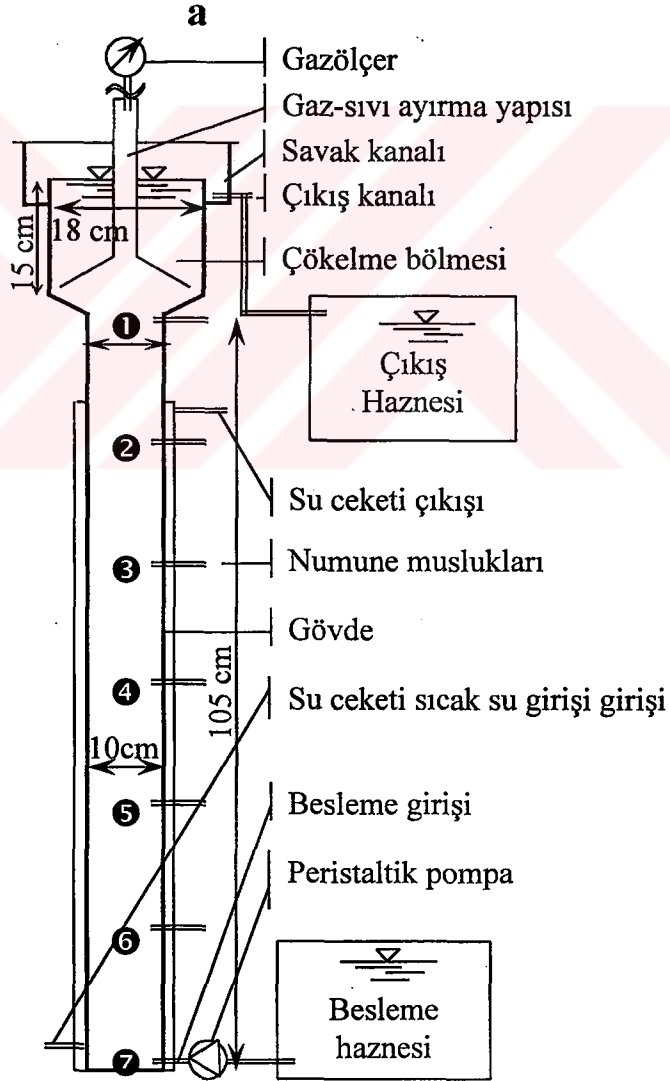 a
Gazölçer
Gaz-sıvı ayırma yapısı
Savak kanalı
Çıkış kanalı
18 cm
15 cm
Çökelme bölmesi
1
Çıkış
Haznesi
2
Su ceketi çıkışı
3
Numune muslukları
Gövde
105 cm
4
Su ceketi sıcak su girişi girişi
10cm
5
Besleme girişi
Peristaltik pompa
6
Besleme
haznesi
7